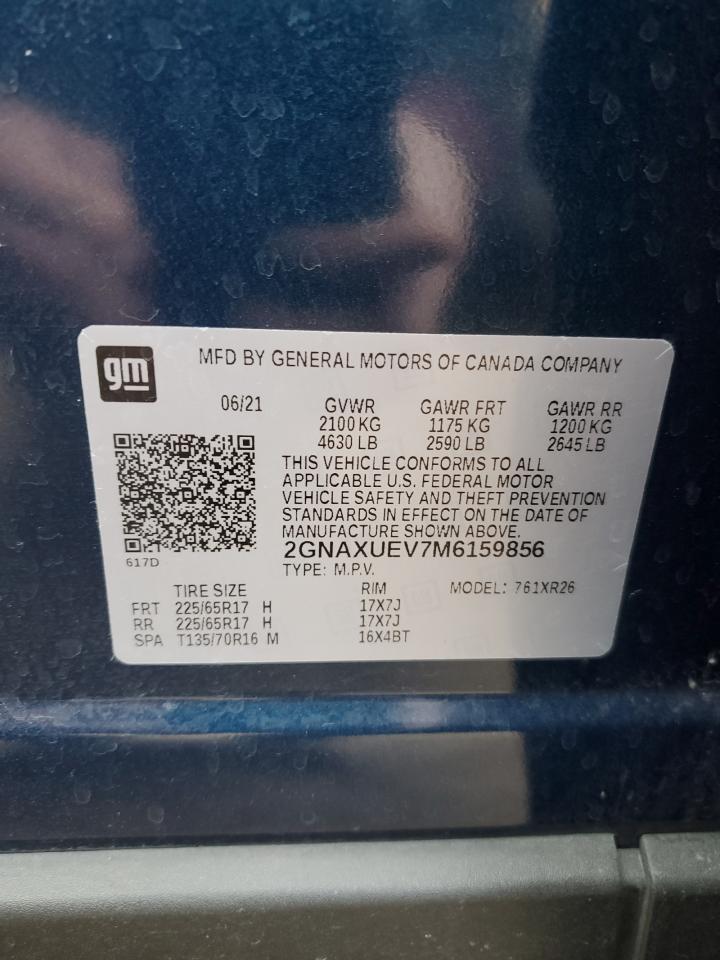 gm
MFD BY GENERAL MOTORS OF CANADA COMPANY
06/21 GVWR GAWR FRT GAWR RR
2100 KG 1175 KG 1200 KG
4630 LB 2590 LB 2645 LB
THIS VEHICLE CONFORMS TO ALL
APPLICABLE U.S. FEDERAL MOTOR
VEHICLE SAFETY AND THEFT PREVENTION
STANDARDS IN EFFECT ON THE DATE OF
MANUFACTURE SHOWN ABOVE.
2GNAXUEV7M6159856
617D
TYPE: M.P.V.
TIRE SIZE RIM MODEL: 761XR26
FRT 225/65R17 H 17X7J
RR 225/65R17 H 17X7J
SPA T135/70R16 M 16X4BT